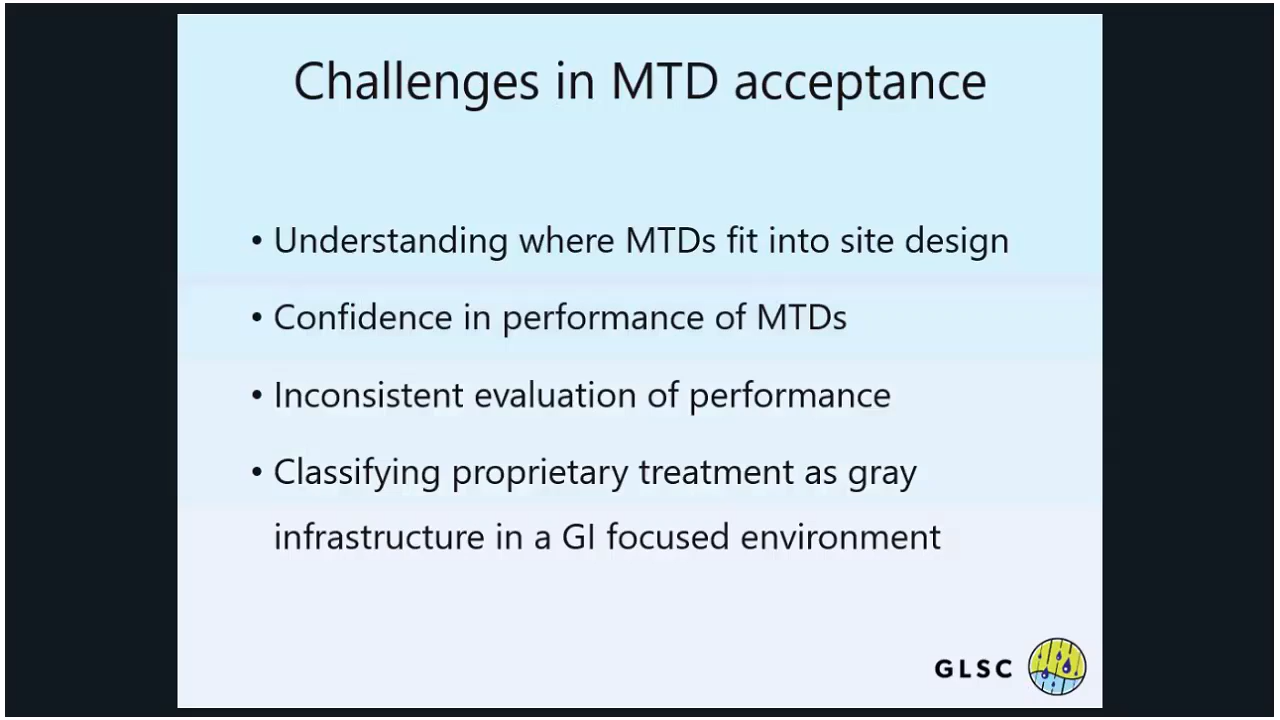 Challenges in MTD acceptance
• Understanding where MTDs fit into site design
• Confidence in performance of MTDs
• Inconsistent evaluation of performance
• Classifying proprietary treatment as gray
infrastructure in a GI focused environment
GLSC